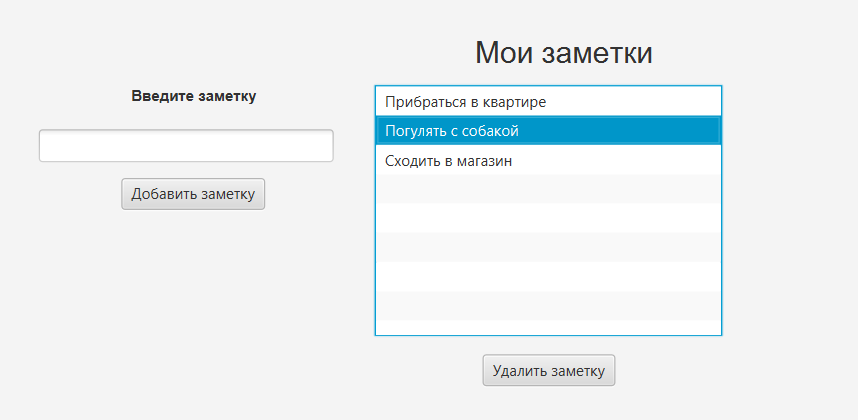 Мои заметки
Введите заметку
Добавить заметку
Прибраться в квартире
Погулять с собакой
Сходить в магазин
Удалить заметку